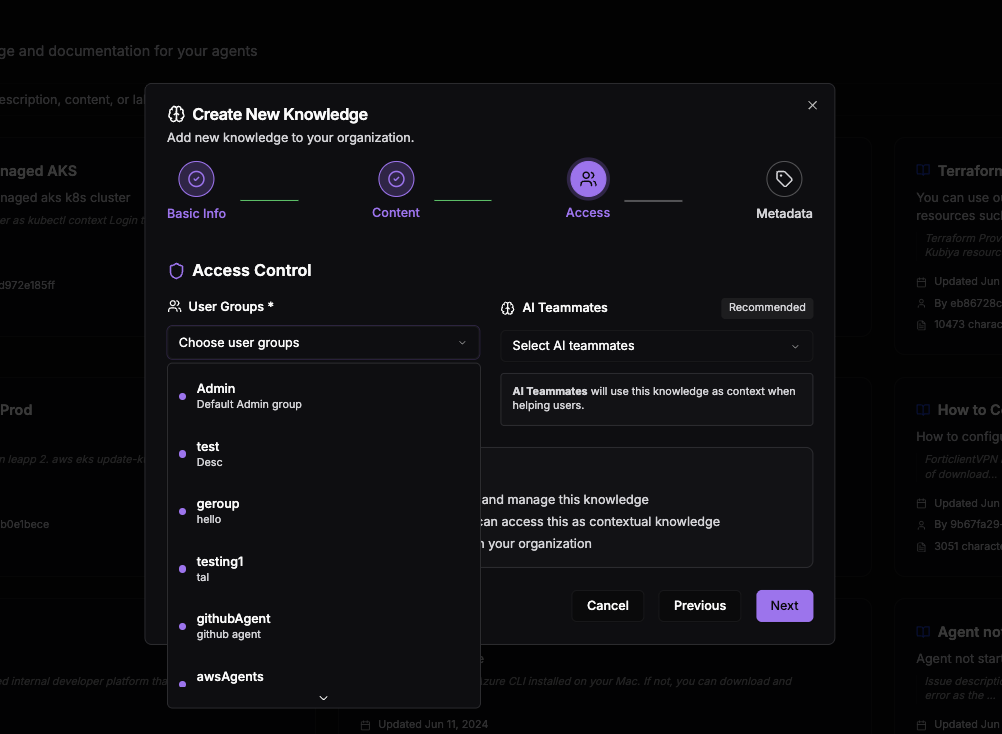 ge and documentation for your agents
escription, content, or la
Create New Knowledge
Add new knowledge to your organization.
Basic Info
Content
Access
Metadata
naged AKS
naged aks k8s cluster
er as kubectl context Login t
d972e185ff
Terraform
You can use o
resources suc
Terraform Prov
Kubiya resourc
Updated Jun
By eb86728c
10473 charac
Access Control
User Groups *
Choose user groups
Admin
Default Admin group
test
Desc
geroup
hello
testing1
tal
githubAgent
github agent
awsAgents
AI Teammates
Recommended
Select AI teammates
AI Teammates will use this knowledge as context when
helping users.
and manage this knowledge
can access this as contextual knowledge
n your organization
Cancel
Previous
Next
Prod
n leapp 2. aws eks update-k
b0e1bece
How to C
How to configu
ForticlientVPN
of download...
Updated Jun
By 9b67fa29-
3051 characte
ed internal developer platform tha
e
Azure CLI installed on your Mac. If not, you can download and
Updated Jun 11, 2024
Agent no
Agent not star
Issue descripti
error as the ...
Updated Jun